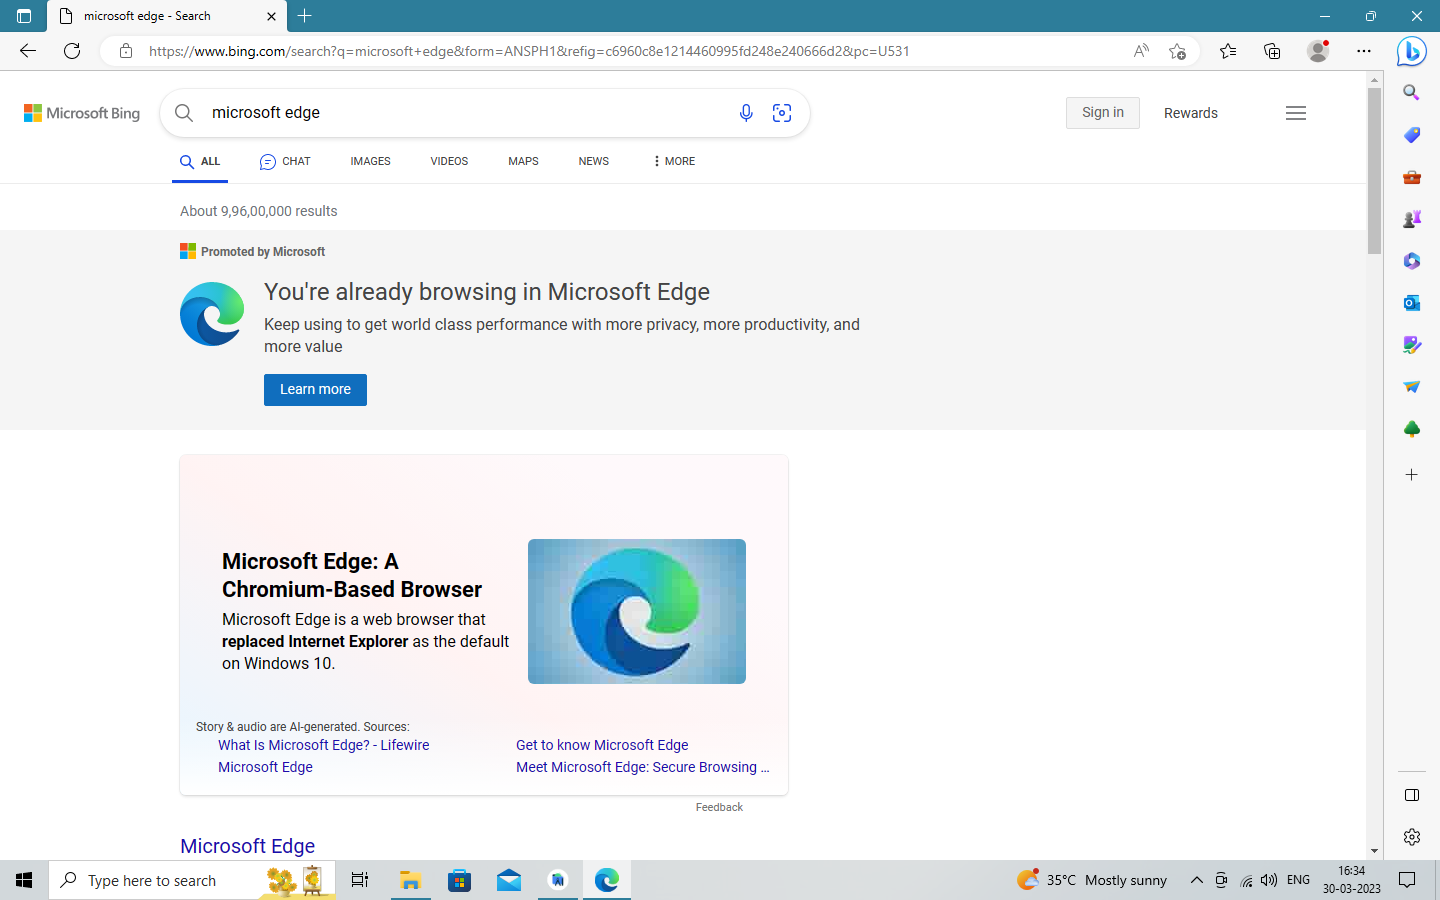 microsoft edge - Search
https://www.bing.com/search?q=microsoft+edge&form=ANSPH1&refig=c6960c8e1214460995fd248e240666d2&pc=U531
Microsoft Bing
microsoft edge
Sign in
Rewards
ALL
CHAT
IMAGES
VIDEOS
MAPS
NEWS
MORE
About 9,96,00,000 results
Promoted by Microsoft
You're already browsing in Microsoft Edge
Keep using to get world class performance with more privacy, more productivity, and
more value
Learn more
Microsoft Edge: A
Chromium-Based Browser
Microsoft Edge is a web browser that
replaced Internet Explorer as the default
on Windows 10.
Story & audio are AI-generated. Sources:
What Is Microsoft Edge? - Lifewire
Get to know Microsoft Edge
Microsoft Edge
Meet Microsoft Edge: Secure Browsing ...
Feedback
Microsoft Edge
Type here to search
35°C Mostly sunny
ENG
16:34
30-03-2023